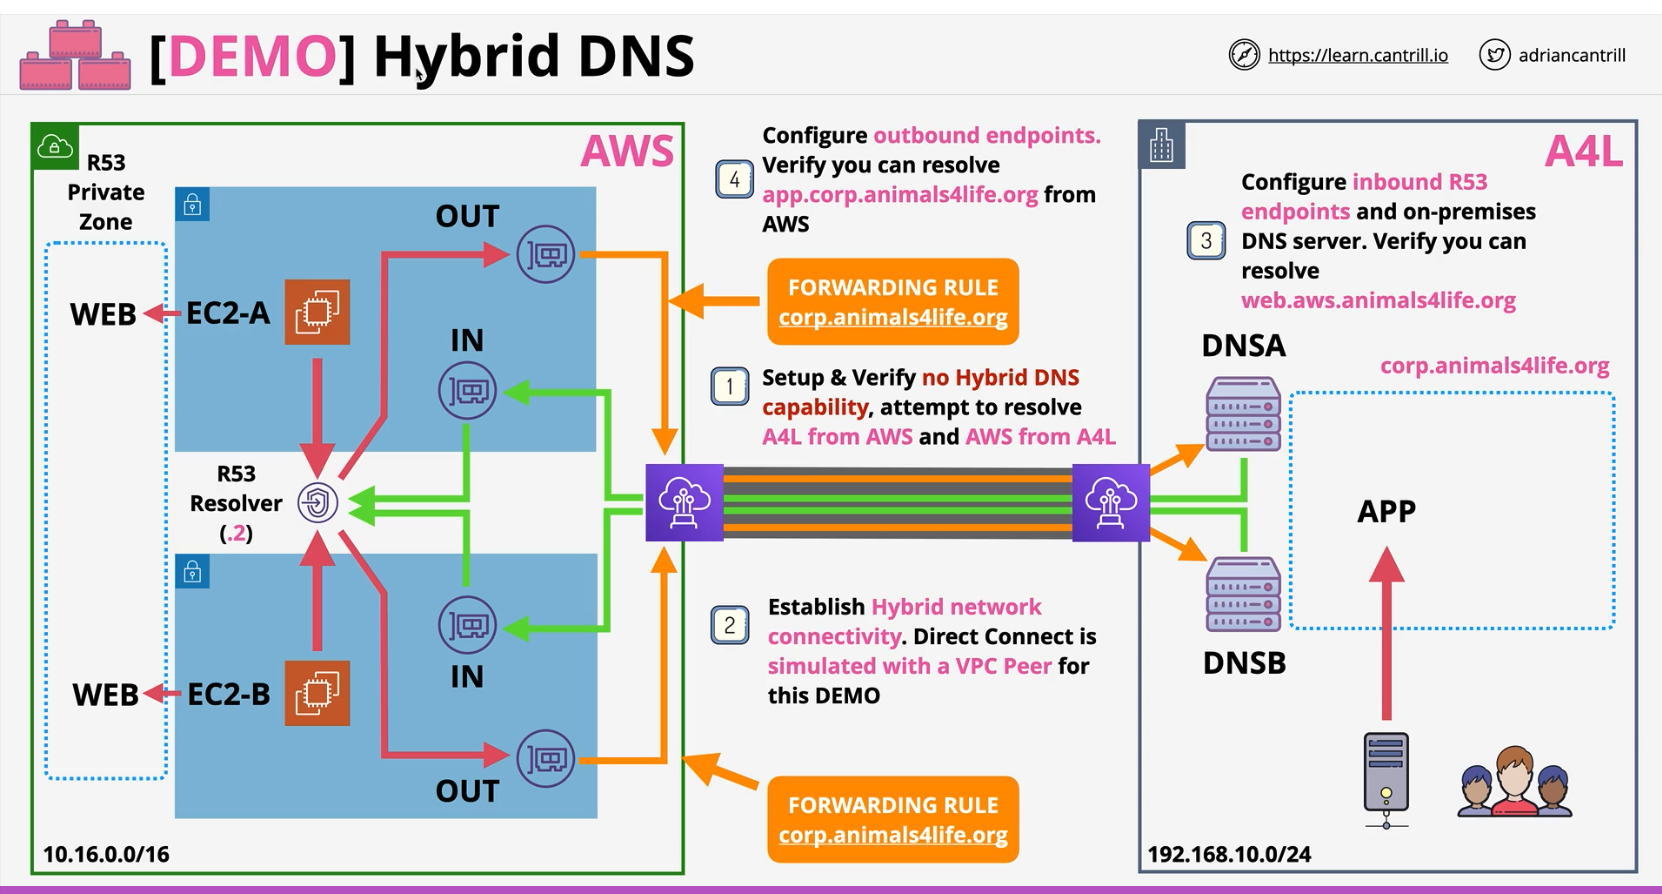 [DEMO] Hybrid DNS
https://learn.cantrill.io
adriancantrill
AWS
R53
Private
Zone
WEB
EC2-A
OUT
IN
R53
Resolver
(.2)
WEB
EC2-B
IN
OUT
10.16.0.0/16
4
Configure outbound endpoints.
Verify you can resolve
app.corp.animals4life.org from
AWS
FORWARDING RULE
corp.animals4life.org
1
Setup & Verify no Hybrid DNS
capability, attempt to resolve
A4L from AWS and AWS from A4L
2
Establish Hybrid network
connectivity. Direct Connect is
simulated with a VPC Peer for
this DEMO
FORWARDING RULE
corp.animals4life.org
A4L
3
Configure inbound R53
endpoints and on-premises
DNS server. Verify you can
resolve
web.aws.animals4life.org
DNSA
corp.animals4life.org
APP
DNSB
192.168.10.0/24